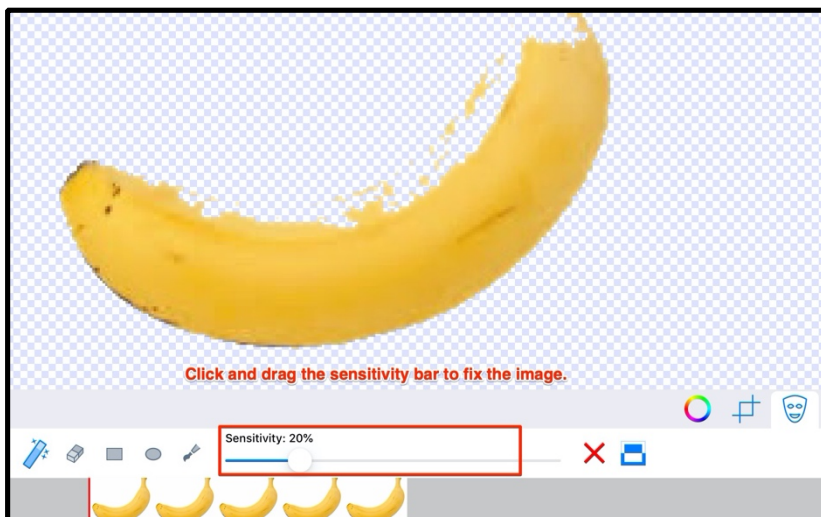 Click and drag the sensitivity bar to fix the image.
Sensitivity: 20%